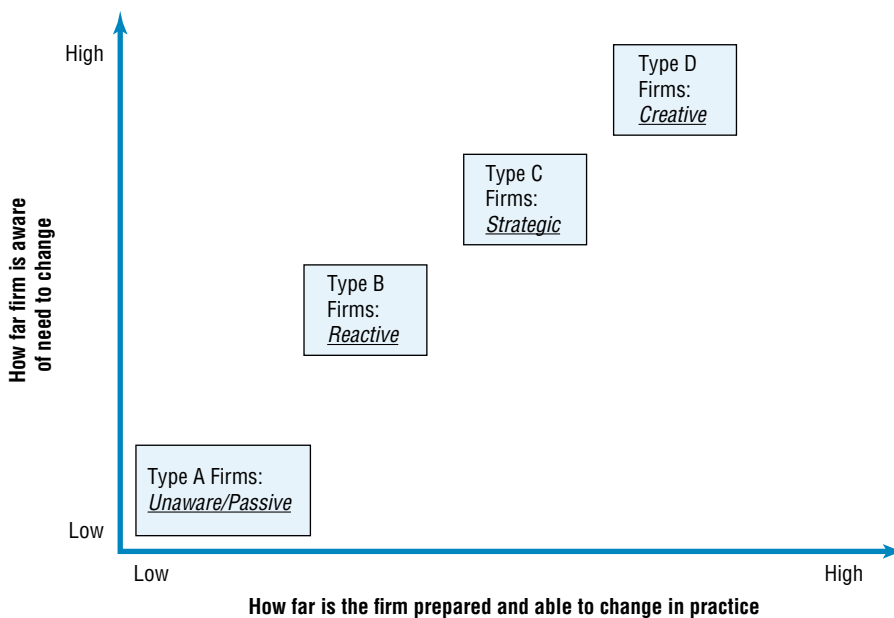 High
Type D
Firms:
Creative
Type C
Firms:
Strategic
Type B
Firms:
Reactive
Type A Firms:
Unaware/Passive
How far firm is aware
of need to change
Low
Low
High
How far is the firm prepared and able to change in practice